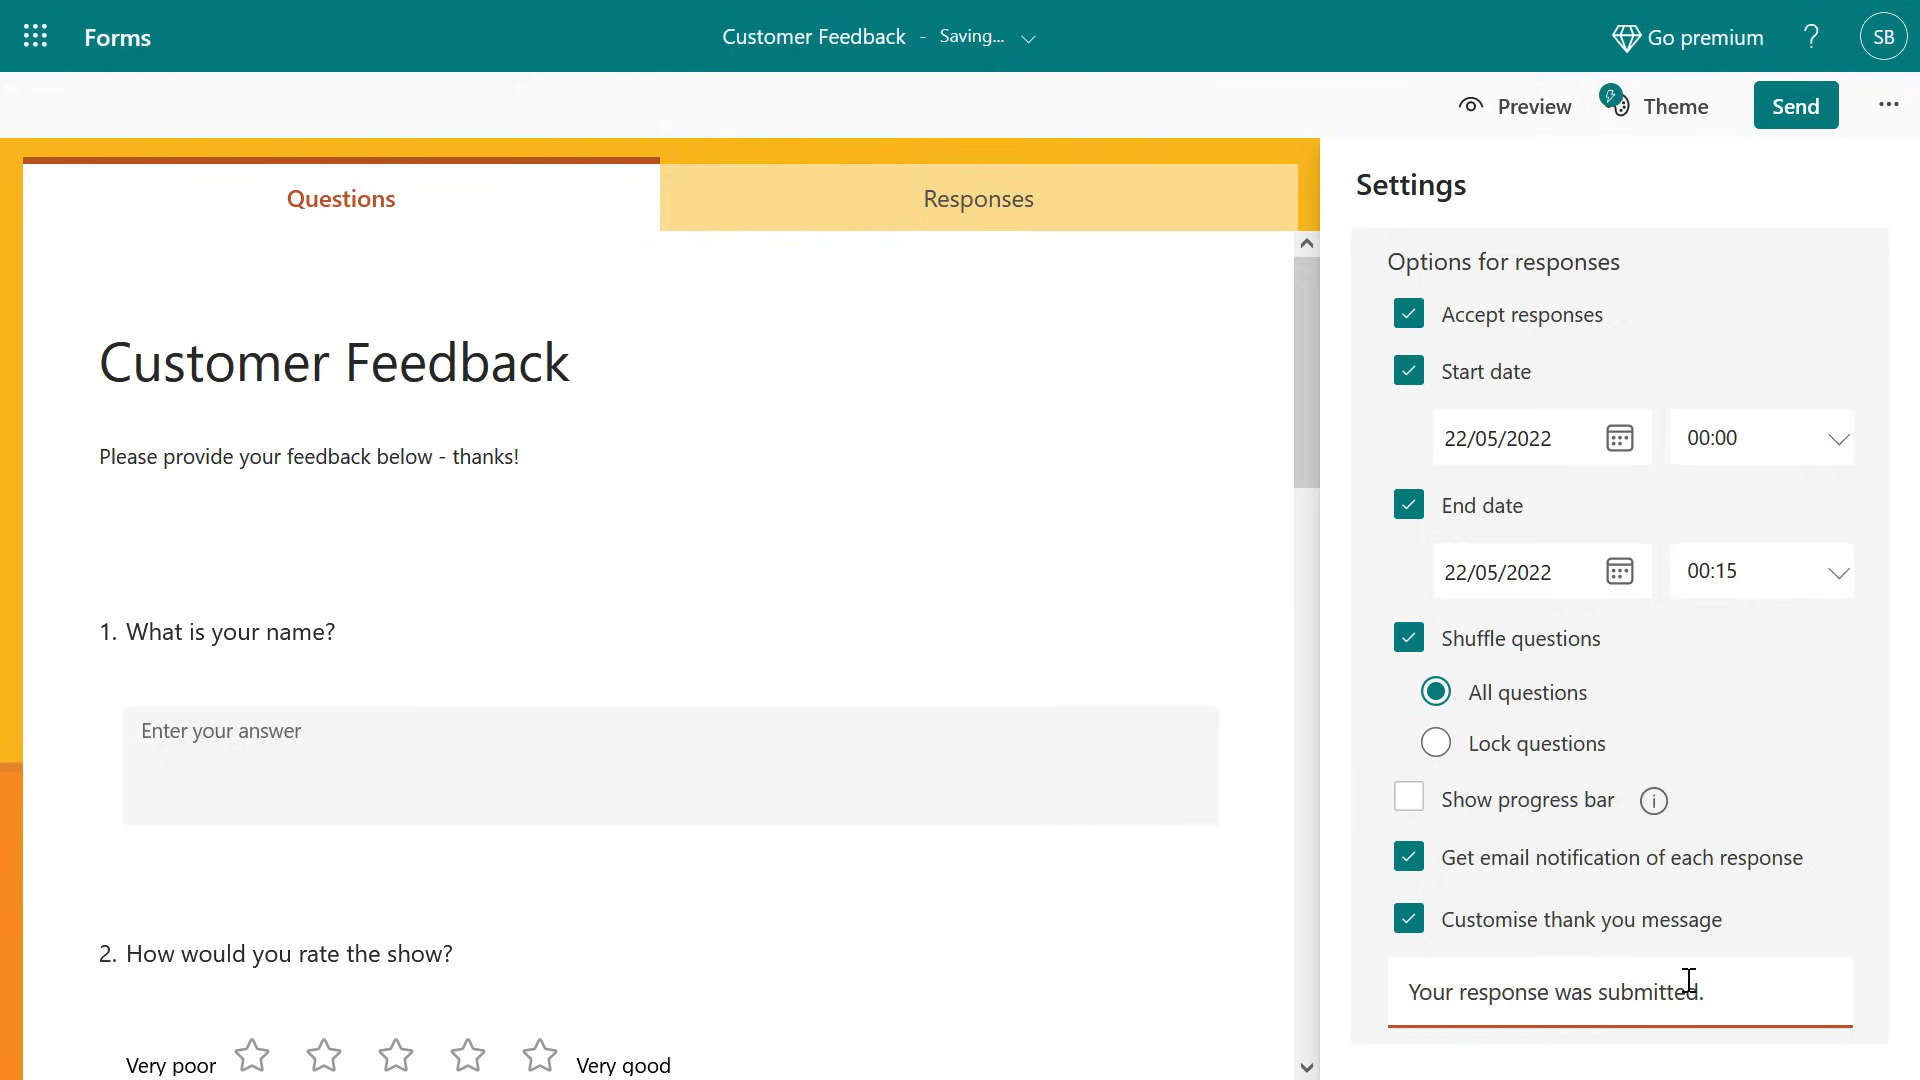 Forms
Customer Feedback - Saving...
Go premium
?
SB
Preview
Theme
Send
...
Questions
Responses
Customer Feedback
Please provide your feedback below - thanks!
1. What is your name?
Enter your answer
2. How would you rate the show?
Very poor
Very good
Settings
Options for responses
Accept responses
Start date
22/05/2022
00:00
End date
22/05/2022
00:15
Shuffle questions
All questions
Lock questions
Show progress bar
Get email notification of each response
Customise thank you message
Your response was submitted.